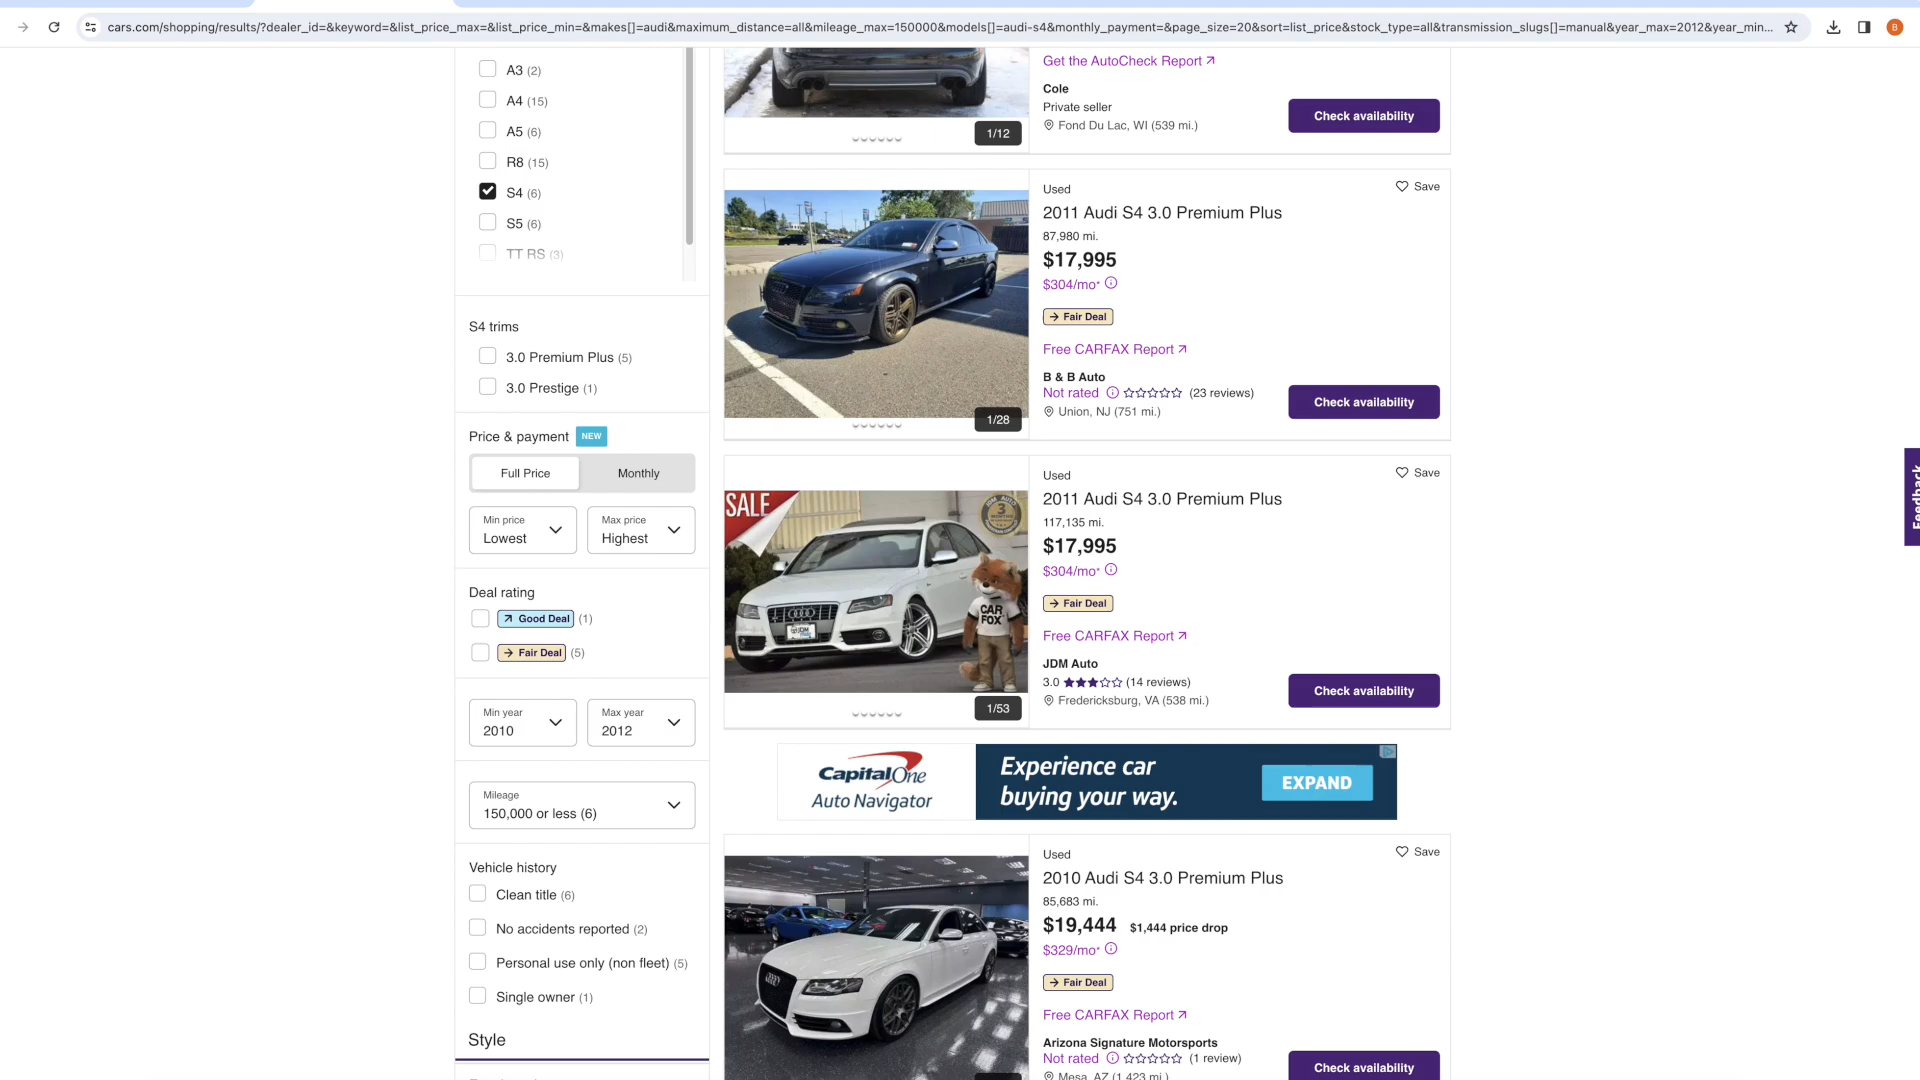 cars.com/shopping/results/?dealer_id=&keyword=&list_price_max=&list_price_min=&makes[]=audi&maximum_distance=all&mileage_max=150000&models[]=audi-s4&monthly_payment=&page_size=20&sort=list_price&stock_type=all&transmission_slugs[]=manual&year_max=2012&year_min...
B
A3 (2)
A4 (15)
A5 (6)
R8 (15)
S4 (6)
S5 (6)
TT RS (3)
S4 trims
3.0 Premium Plus (5)
3.0 Prestige (1)
Price & payment NEW
Full Price
Monthly
Min price
Lowest
Max price
Highest
Deal rating
Good Deal (1)
Fair Deal (5)
Min year
2010
Max year
2012
Mileage
150,000 or less (6)
Vehicle history
Clean title (6)
No accidents reported (2)
Personal use only (non fleet) (5)
Single owner (1)
Style
1/12
Get the AutoCheck Report
Cole
Private seller
Fond Du Lac, WI (539 mi.)
Check availability
1/28
Used
Save
2011 Audi S4 3.0 Premium Plus
87,980 mi.
$17,995
$304/mo*
Fair Deal
Free CARFAX Report
B & B Auto
Not rated (23 reviews)
Union, NJ (751 mi.)
Check availability
SALE
3
CAR
FOX
1/53
Used
Save
2011 Audi S4 3.0 Premium Plus
117,135 mi.
$17,995
$304/mo*
Fair Deal
Free CARFAX Report
JDM Auto
3.0 (14 reviews)
Fredericksburg, VA (538 mi.)
Check availability
Capital One
Auto Navigator
Experience car
buying your way.
EXPAND
Used
Save
2010 Audi S4 3.0 Premium Plus
85,683 mi.
$19,444 $1,444 price drop
$329/mo*
Fair Deal
Free CARFAX Report
Arizona Signature Motorsports
Not rated (1 review)
Mesa, AZ (1,423 mi.)
Check availability
Feedback